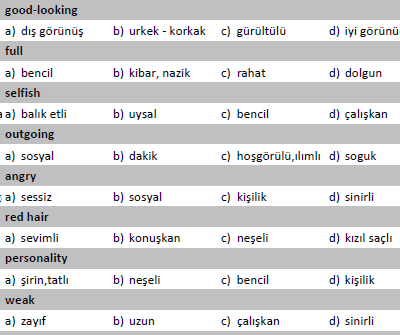 good-looking
a) dış görünüş b) urkek - korkak c) gürültülü d) iyi
full
a) bencil b) kibar, nazik c) rahat d) dolgun
selfish
a) balık etli b) uysal c) bencil d) çalışkan
outgoing
a) sosyal b) dakik c) hoşgörülü,ılımlı d) soguk
angry
a) sessiz b) sosyal c) kişilik d) sinirli
red hair
a) sevimli b) konuşkan c) neşeli d) kızıl saçlı
personality
a) şirin,tatlı b) neşeli c) bencil d) kişilik
weak
a) zayıf b) uzun c) çalışkan d) sinirli